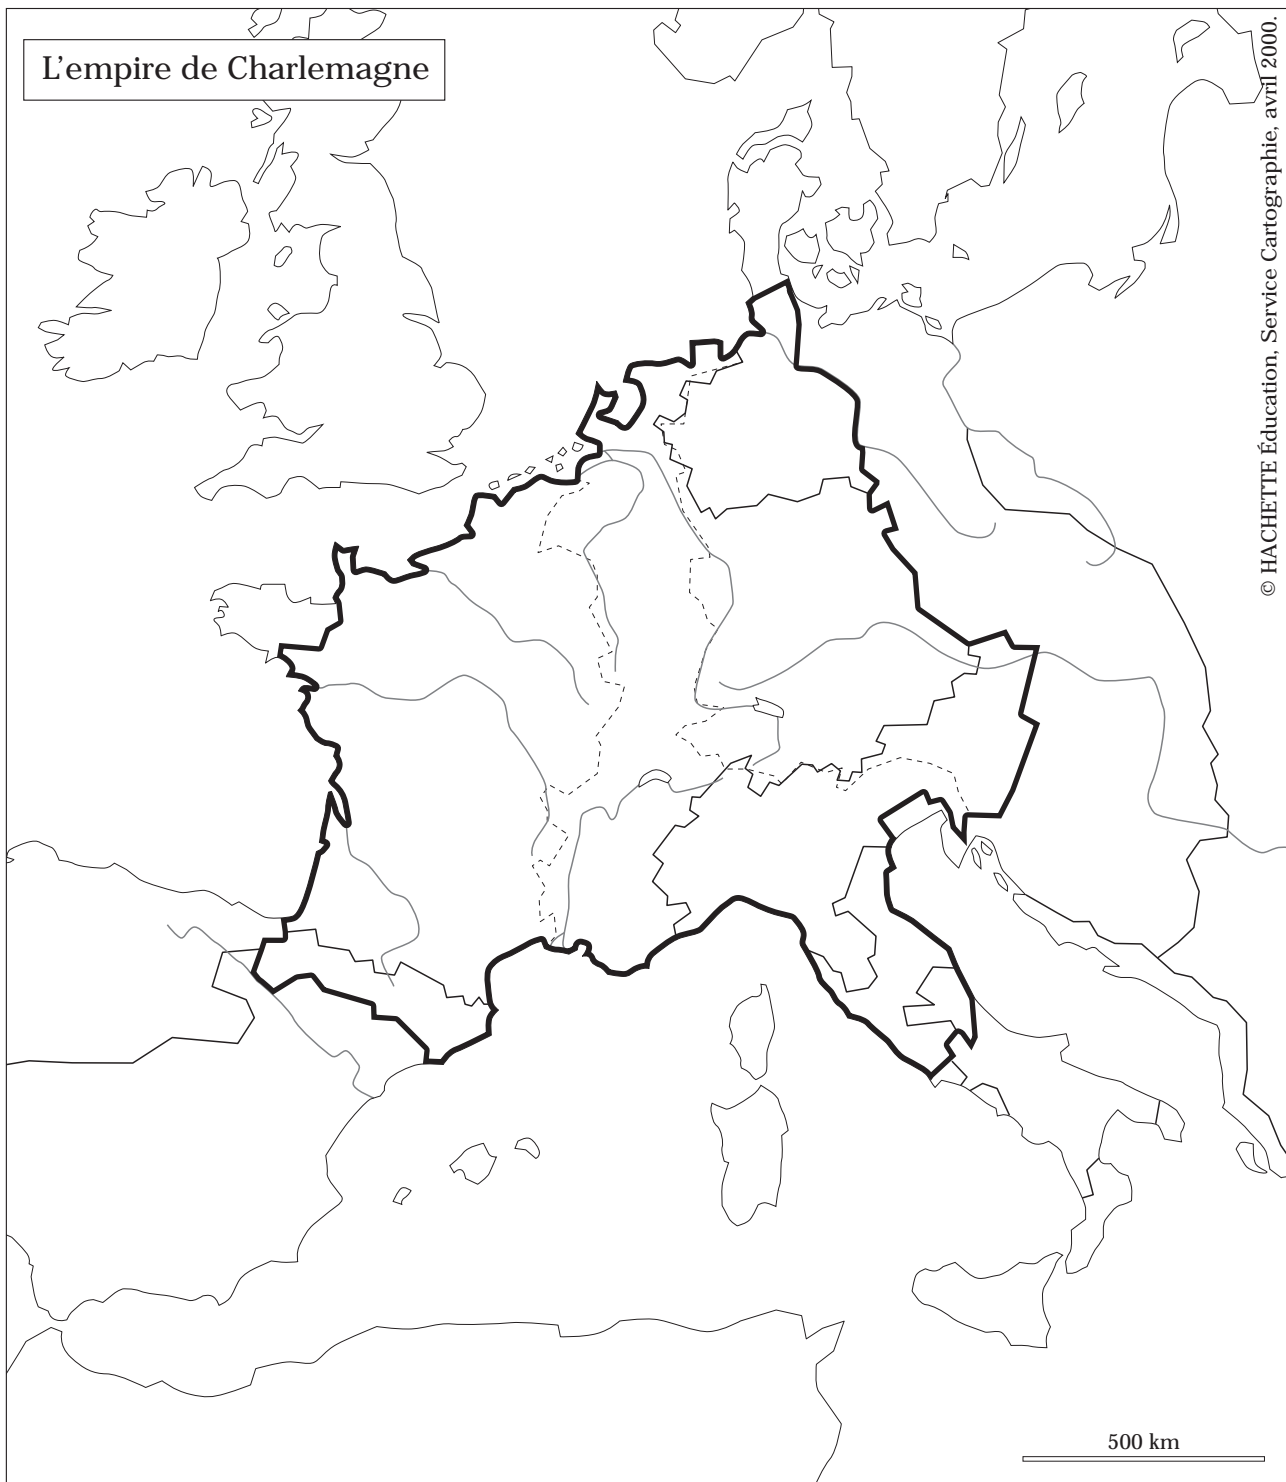 L'empire de Charlemagne
© HACHETTE Éducation, Service Cartographie, avril 2000.
500 km